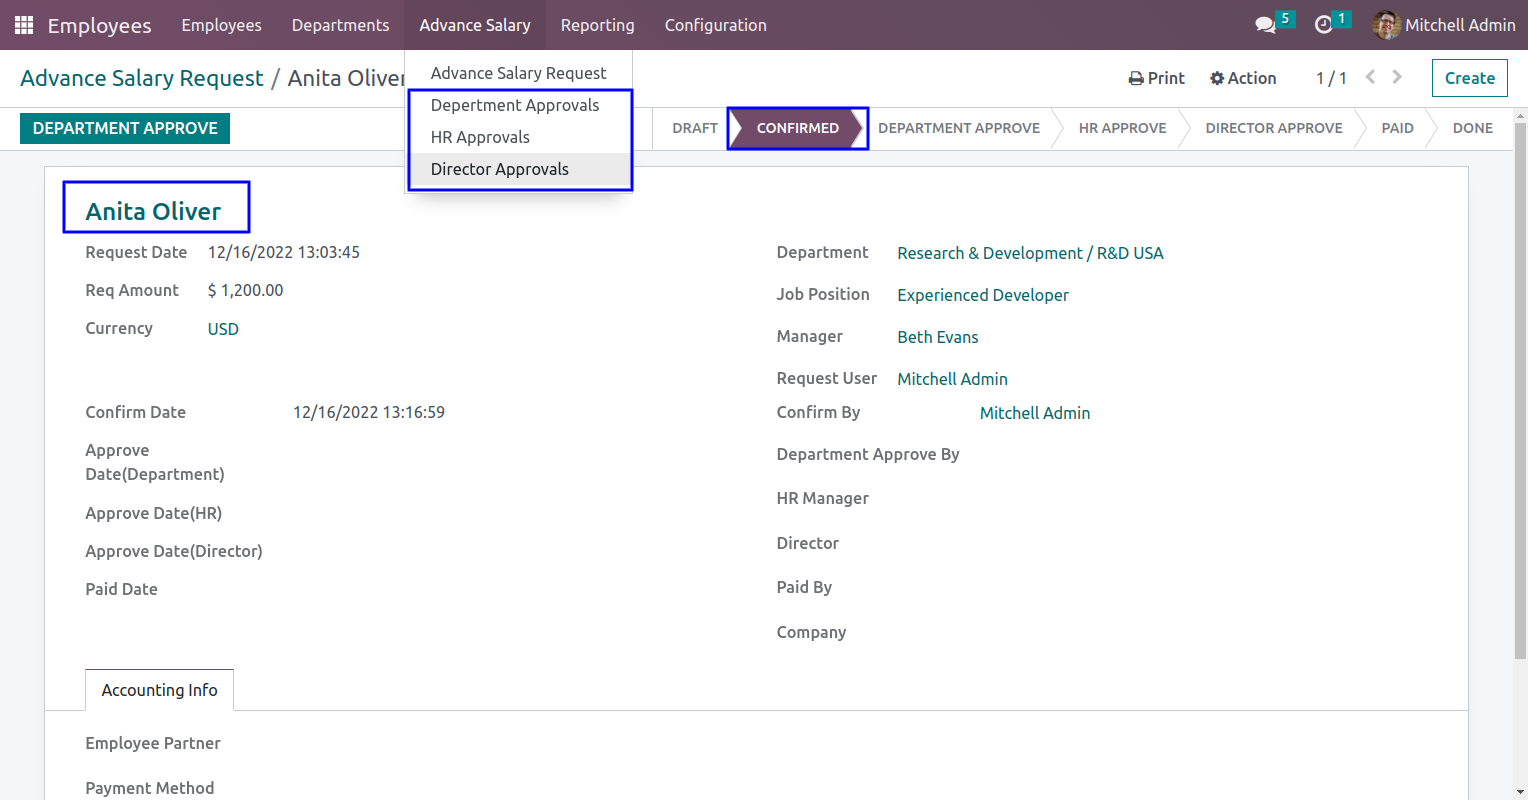 Employees Employees Departments Advance Salary Reporting Configuration 5 1 Mitchell Admin
Advance Salary Request / Anita Oliver Print Action 1 / 1 Create
Advance Salary Request
Depertment Approvals
HR Approvals
Director Approvals
DEPARTMENT APPROVE DRAFT CONFIRMED DEPARTMENT APPROVE HR APPROVE DIRECTOR APPROVE PAID DONE
Anita Oliver
Request Date 12/16/2022 13:03:45
Req Amount $ 1,200.00
Currency USD
Department Research & Development / R&D USA
Job Position Experienced Developer
Manager Beth Evans
Request User Mitchell Admin
Confirm Date 12/16/2022 13:16:59
Approve
Date(Department)
Approve Date(HR)
Approve Date(Director)
Paid Date
Confirm By Mitchell Admin
Department Approve By
HR Manager
Director
Paid By
Company
Accounting Info
Employee Partner
Payment Method